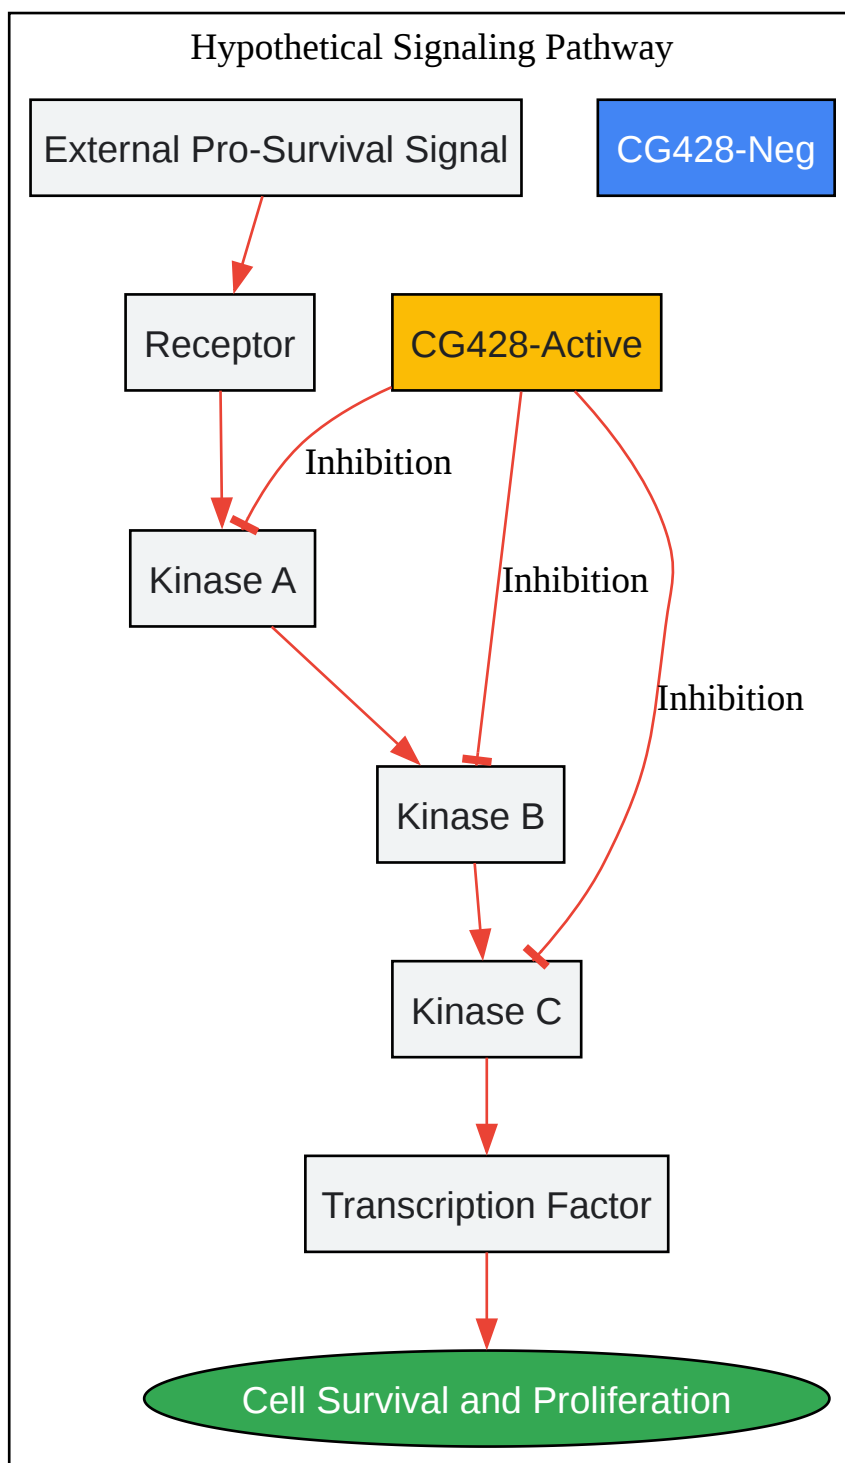 Hypothetical Signaling Pathway
External Pro-Survival Signal
CG428-Neg
Receptor
CG428-Active
Inhibition
Kinase A
Inhibition
Inhibition
Kinase B
Kinase C
Transcription Factor
Cell Survival and Proliferation